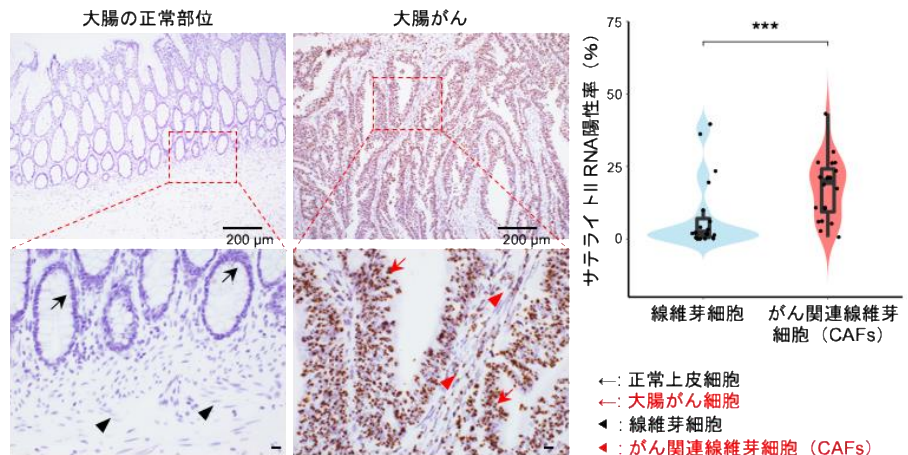 大腸の正常部位
大腸がん
200 μm
200 μm
サテライトII RNA陽性率（%）
75
50
25
0
***
線維芽細胞
がん関連線維芽
細胞（CAFs）
←: 正常上皮細胞
←: 大腸がん細胞
◄: 線維芽細胞
◄: がん関連線維芽細胞（CAFs）